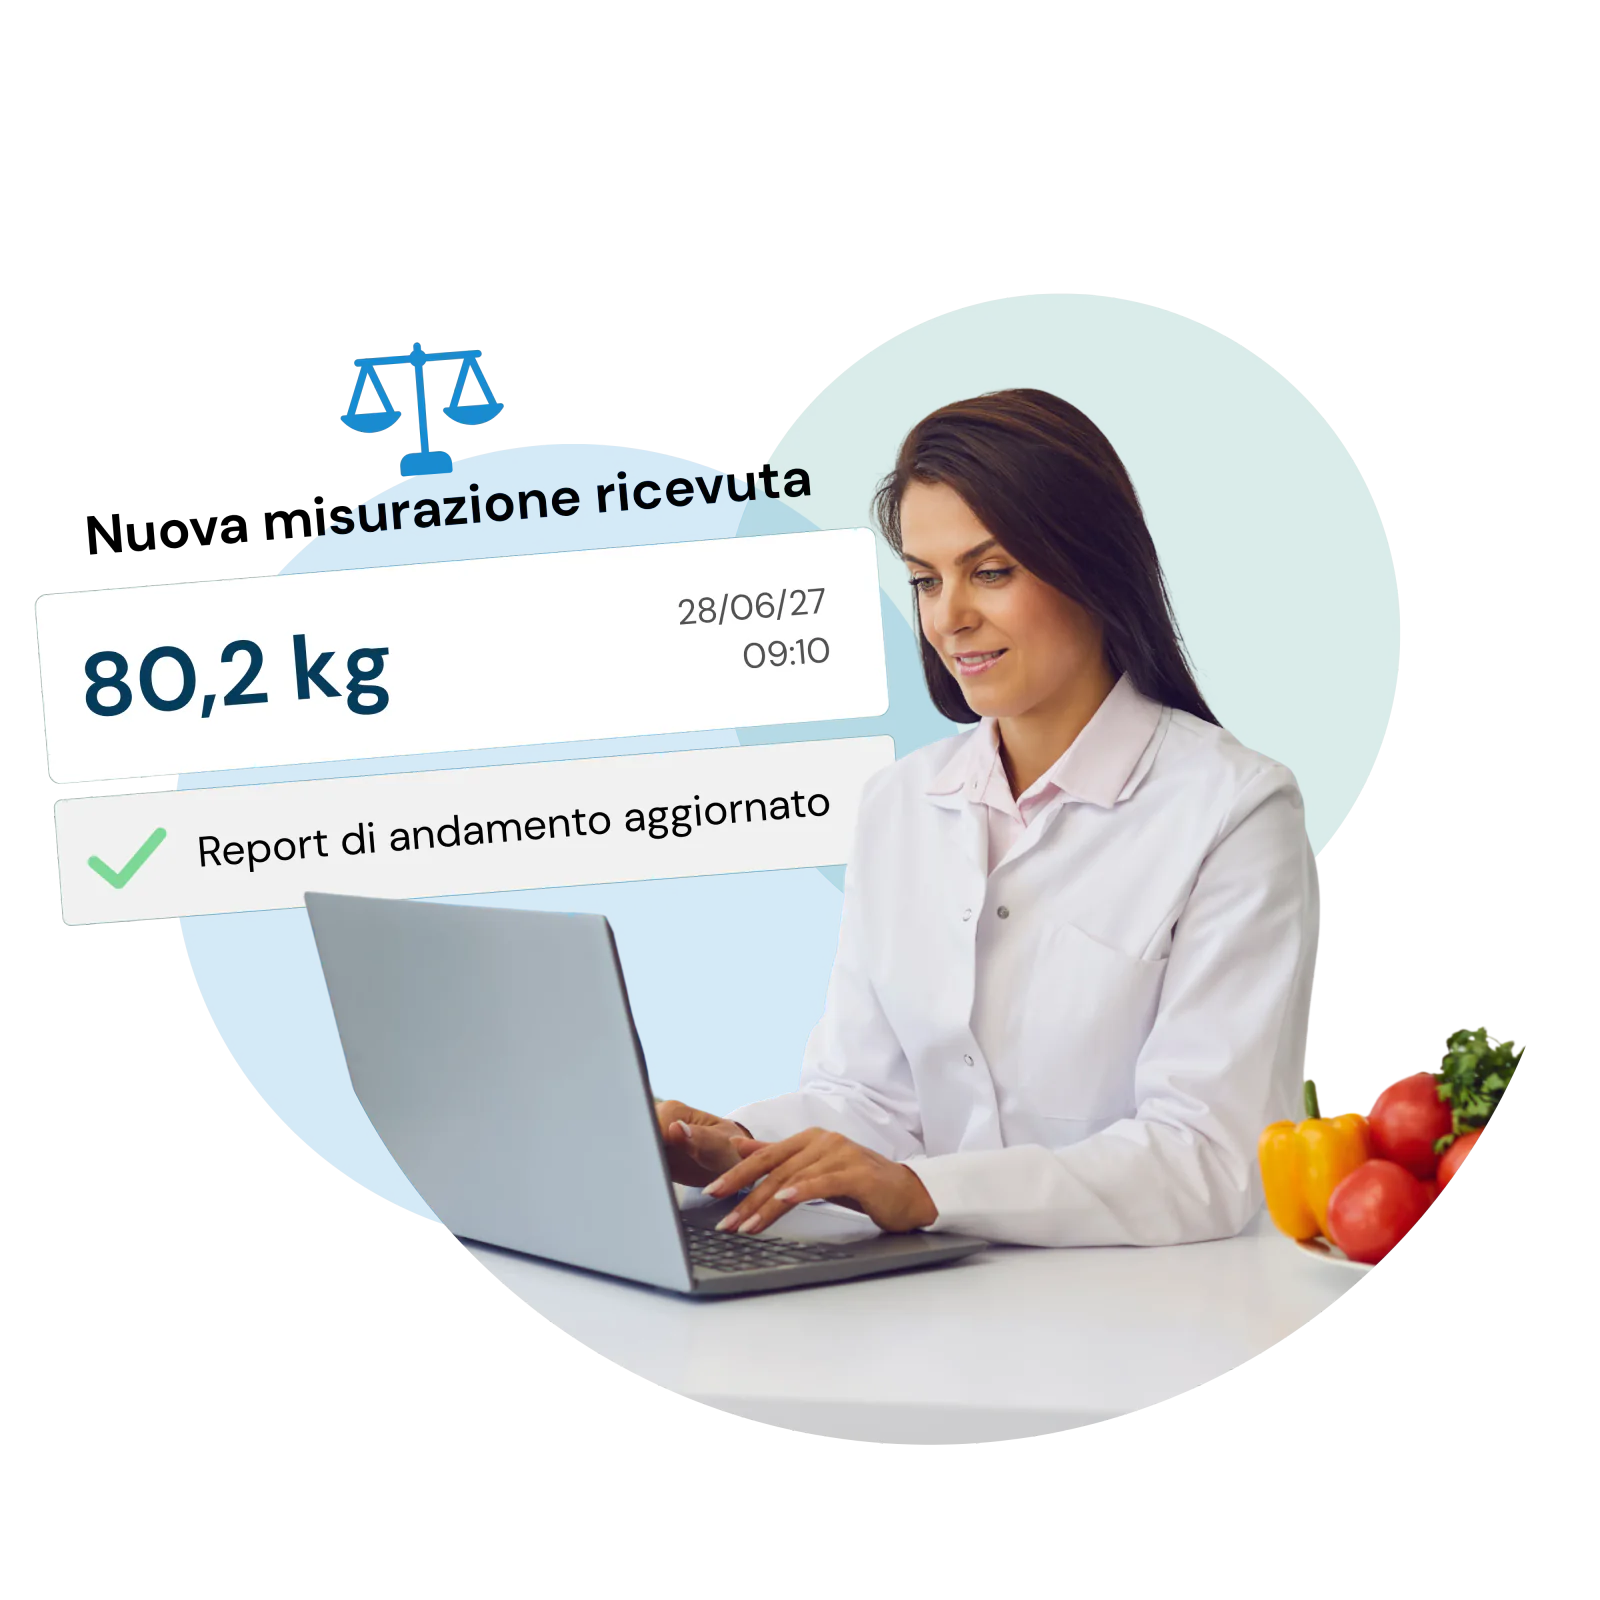 Nuova misurazione ricevuta
80,2 kg
28/06/27
09:10
Report di andamento aggiornato